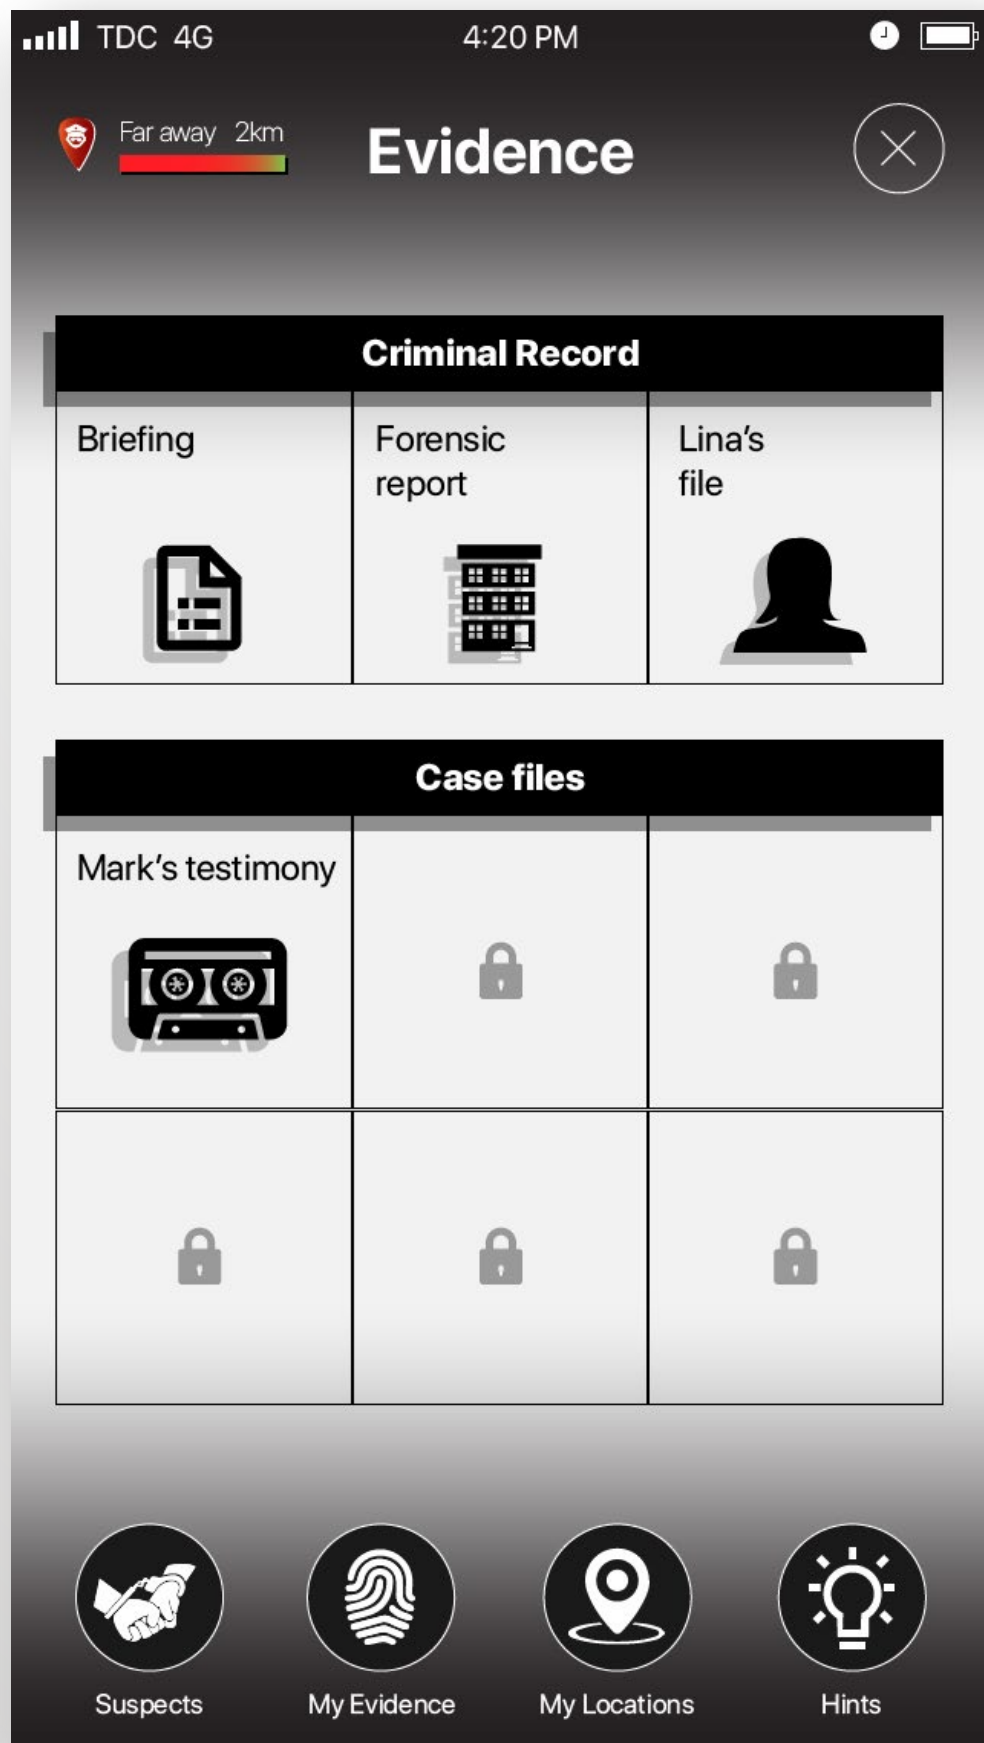 TDC 4G 4:20 PM
Far away 2km
Evidence
Criminal Record
Briefing
Forensic
report
Lina's
file
Case files
Mark's testimony
Suspects
My Evidence
My Locations
Hints